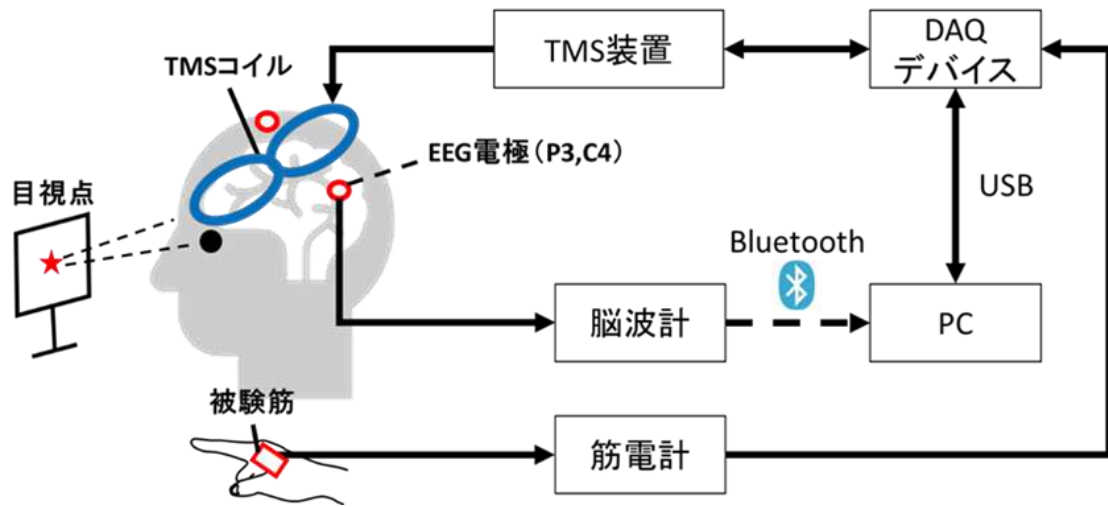 TMS装置
DAQ
デバイス
TMSコイル
EEG電極(P3,C4)
目視点
USB
Bluetooth
脳波計
PC
被験筋
筋電計